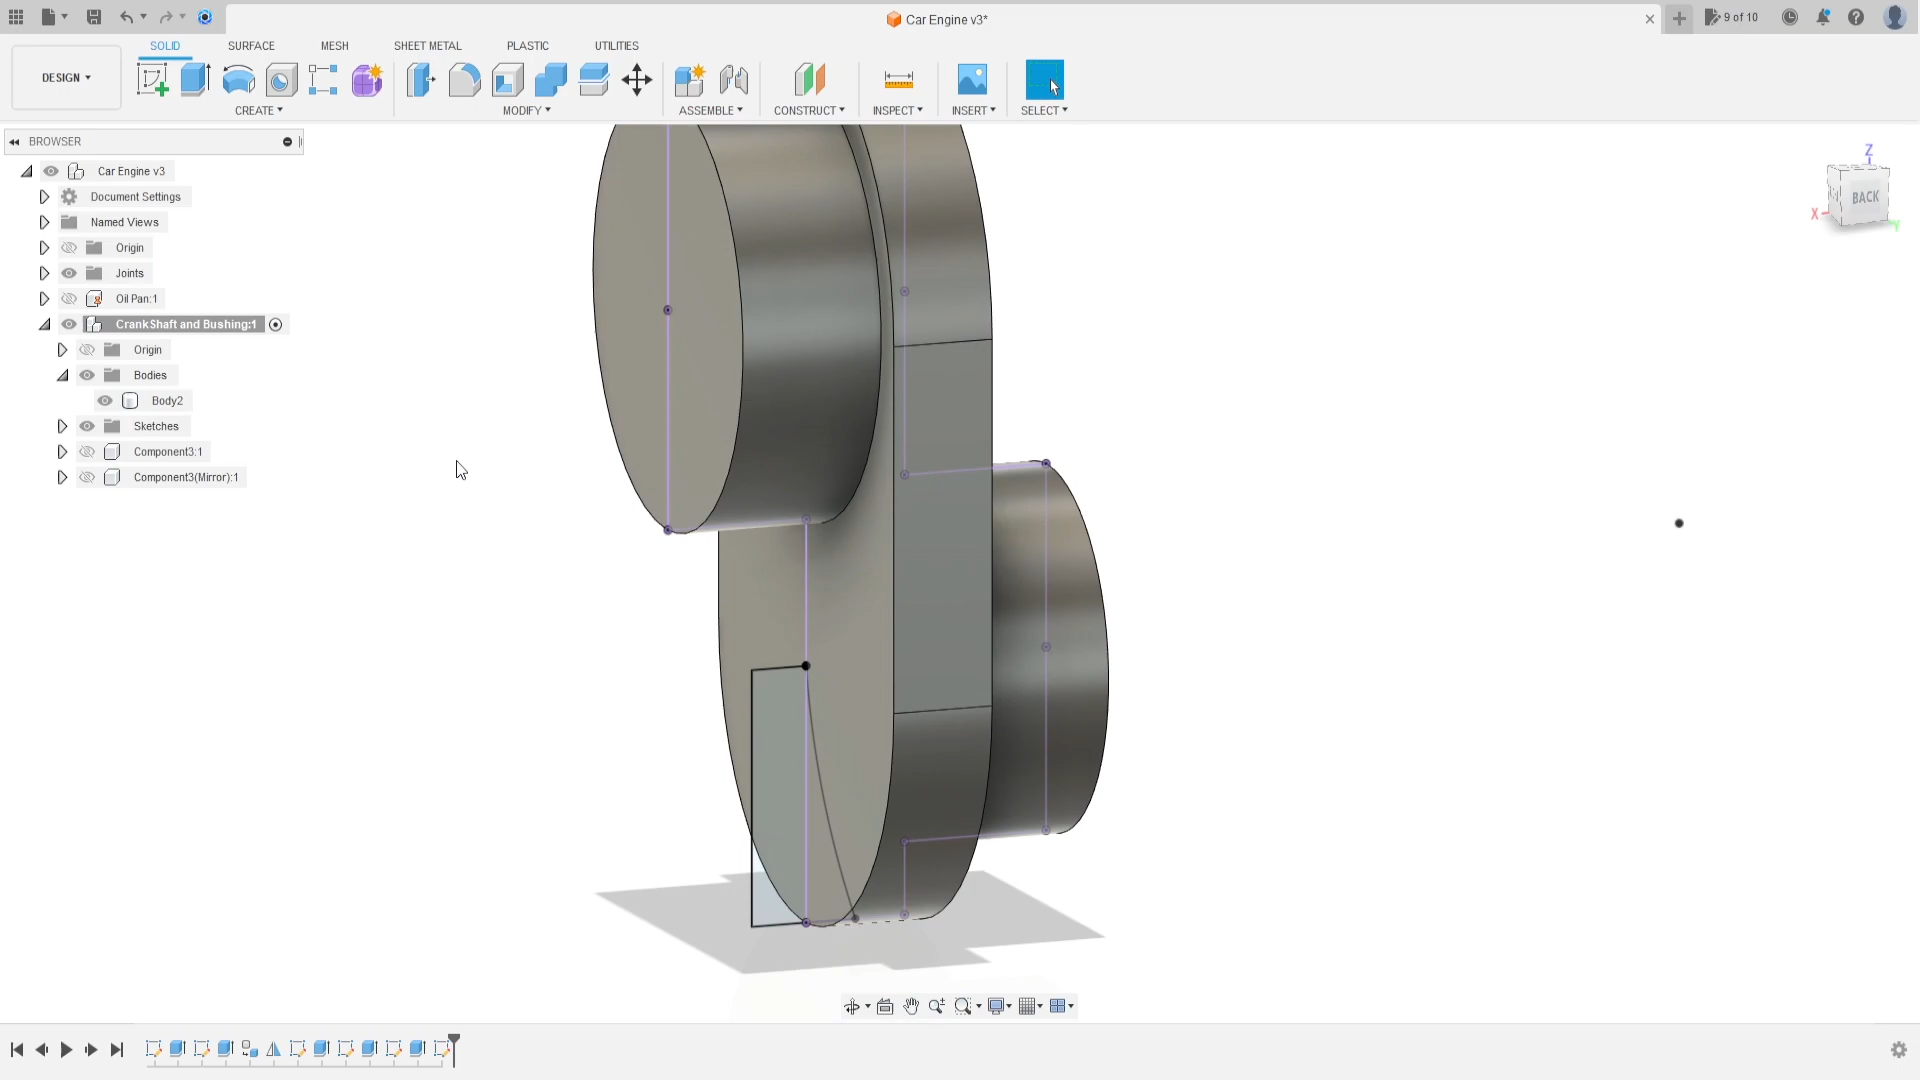 Car Engine v3*
9 of 10
SOLID SURFACE MESH SHEET METAL PLASTIC UTILITIES
DESIGN
CREATE MODIFY ASSEMBLE CONSTRUCT INSPECT INSERT SELECT
BROWSER
Car Engine v3
Document Settings
Named Views
Origin
Joints
Oil Pan:1
CrankShaft and Bushing:1
Origin
Bodies
Body2
Sketches
Component3:1
Component3(Mirror):1
Z
BACK
X
Y